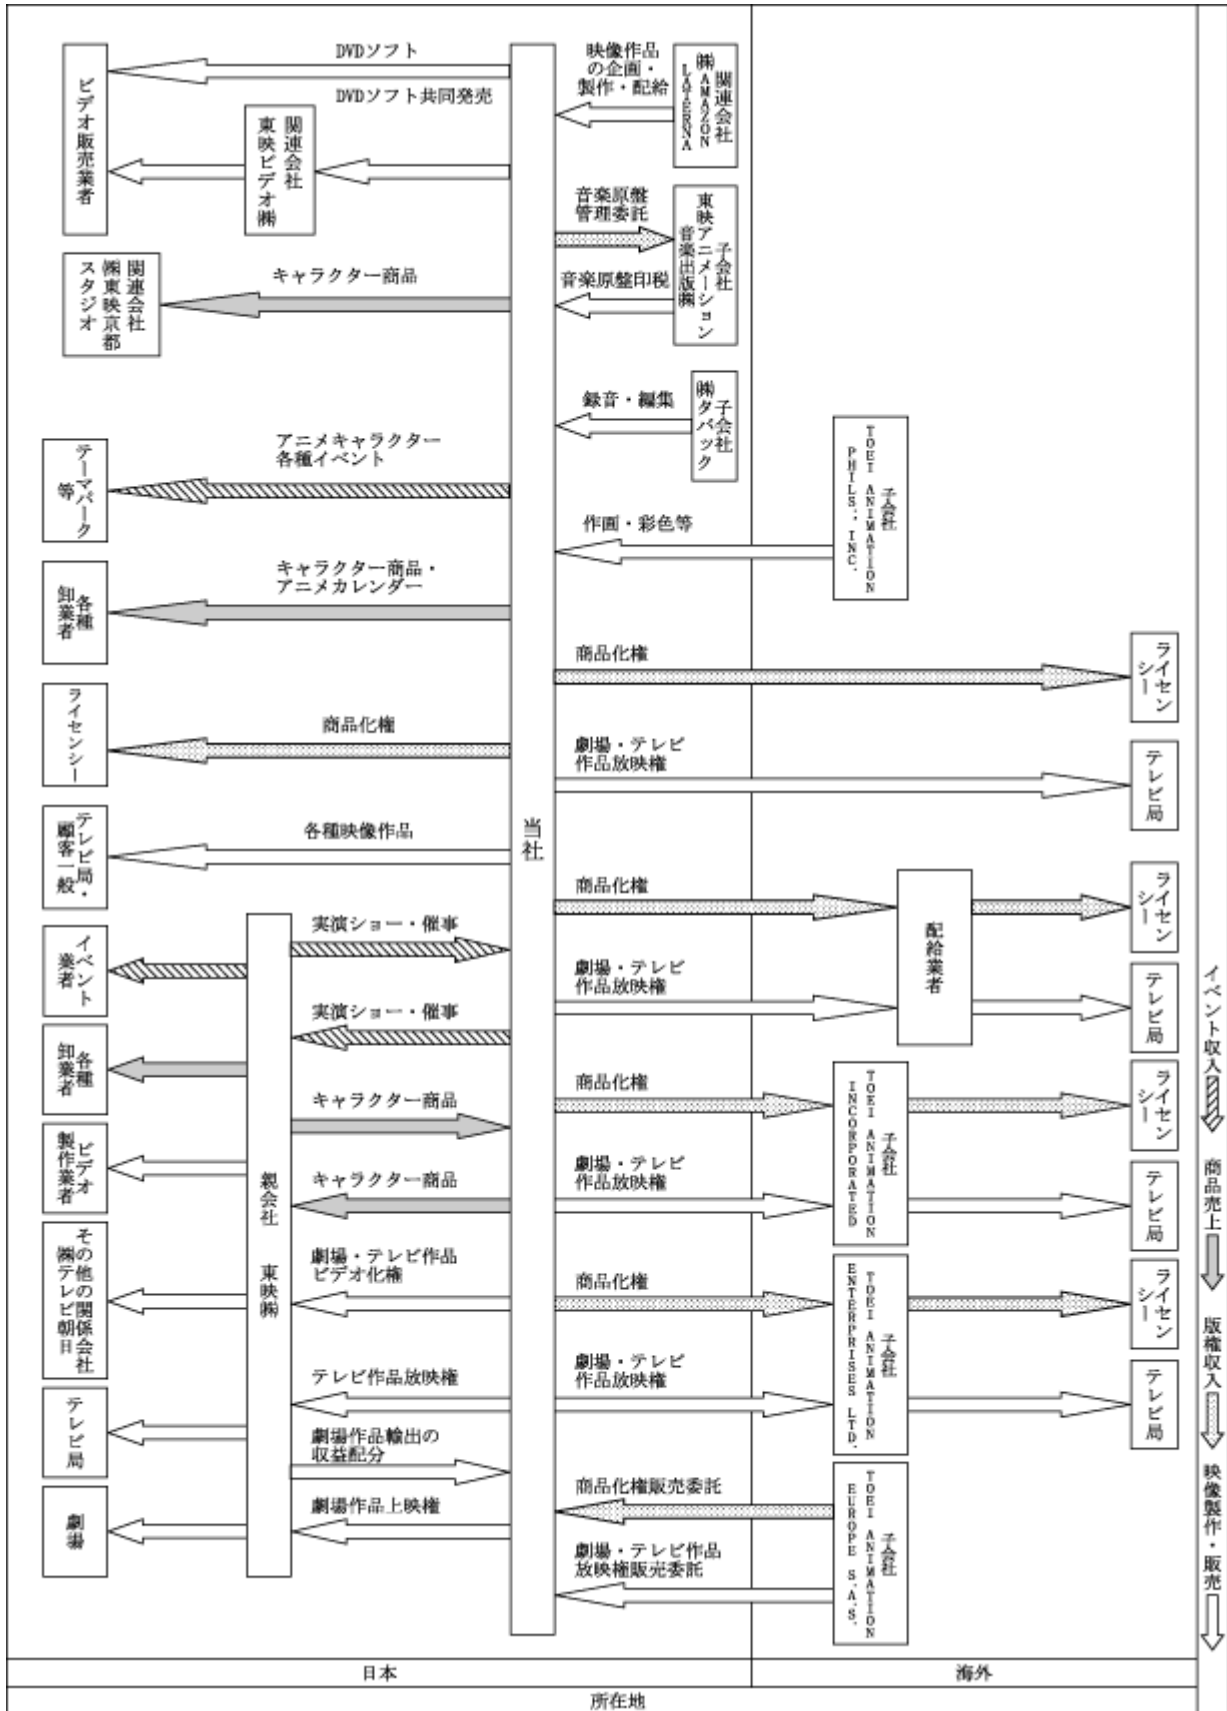 DVDソフト
DVDソフト共同発売
ビデオ販売業者
関連会社
東映ビデオ㈱
関連会社
㈱東映京都
スタジオ
キャラクター商品
アニメキャラクター
各種イベント
テーマパーク
等
キャラクター商品・
アニメカレンダー
各種
卸業者
商品化権
ライセンシー
各種映像作品
テレビ局・
顧客一般
実演ショー・催事
イベント
業者
実演ショー・催事
各種
卸業者
キャラクター商品
ビデオ
製作業者
キャラクター商品
親会社 東映㈱
劇場・テレビ作品
ビデオ化権
その他の関係会社
㈱テレビ朝日
テレビ作品放映権
テレビ局
劇場作品輸出の
収益配分
劇場作品上映権
劇場
当社
映像作品
の企画・
製作・配給
関連会社
㈱AMAZON
LATERNA
音楽原盤
管理委託
音楽原盤印税
子会社
東映アニメーション
音楽出版㈱
録音・編集
子会社
㈱タバック
作画・彩色等
子会社
TOEI ANIMATION
PHILS., INC.
商品化権
ライセン
シー
劇場・テレビ
作品放映権
テレビ局
商品化権
配給業者
ライセン
シー
劇場・テレビ
作品放映権
テレビ局
商品化権
子会社
TOEI ANIMATION
INCORPORATED
ライセン
シー
劇場・テレビ
作品放映権
テレビ局
商品化権
子会社
TOEI ANIMATION
ENTERPRISES LTD.
ライセン
シー
劇場・テレビ
作品放映権
テレビ局
商品化権販売委託
子会社
TOEI ANIMATION
EUROPE S.A.S.
劇場・テレビ作品
放映権販売委託
イベント収入
商品売上
版権収入
映像製作・販売
日本
海外
所在地